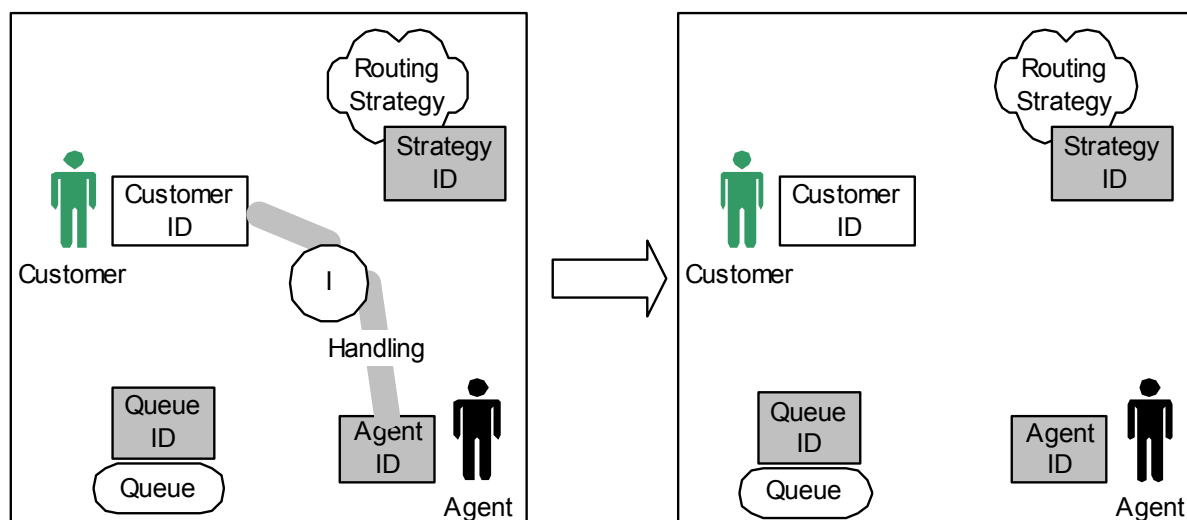 Routing
Strategy
Strategy
ID
Customer
ID
Customer
I
Handling
Queue
ID
Queue
Agent
ID
Agent
Routing
Strategy
Strategy
ID
Customer
ID
Customer
Queue
ID
Queue
Agent
ID
Agent